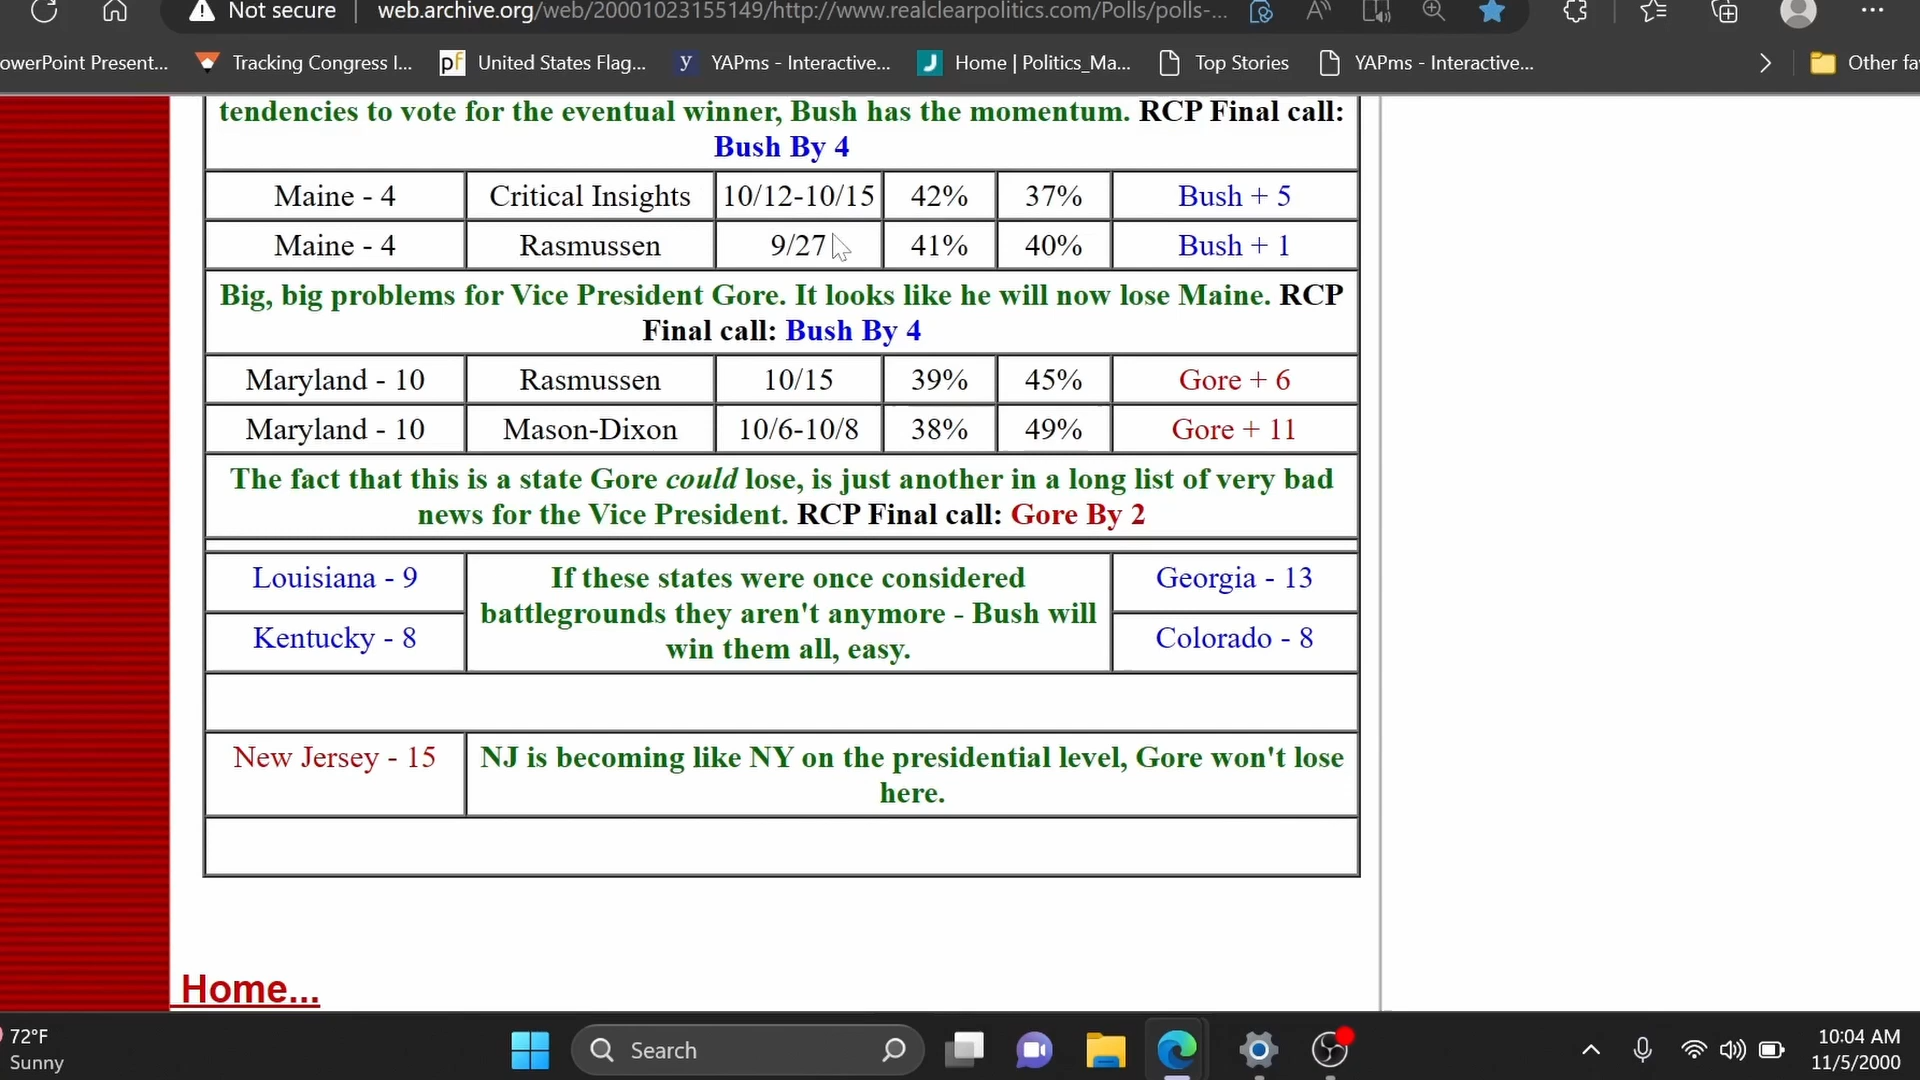 Not secure | web.archive.org/web/20001023155149/http://www.realclearpolitics.com/Polls/polls-...
owerPoint Present... Tracking Congress I... pf United States Flag... y YAPms - Interactive... J Home | Politics_Ma... Top Stories YAPms - Interactive... Other fa
tendencies to vote for the eventual winner, Bush has the momentum. RCP Final call:
Bush By 4
Maine - 4 Critical Insights 10/12-10/15 42% 37% Bush + 5
Maine - 4 Rasmussen 9/27 41% 40% Bush + 1
Big, big problems for Vice President Gore. It looks like he will now lose Maine. RCP
Final call: Bush By 4
Maryland - 10 Rasmussen 10/15 39% 45% Gore + 6
Maryland - 10 Mason-Dixon 10/6-10/8 38% 49% Gore + 11
The fact that this is a state Gore could lose, is just another in a long list of very bad
news for the Vice President. RCP Final call: Gore By 2
Louisiana - 9 If these states were once considered Georgia - 13
battlegrounds they aren't anymore - Bush will
Kentucky - 8 win them all, easy. Colorado - 8
New Jersey - 15 NJ is becoming like NY on the presidential level, Gore won't lose
here.
Home...
72°F
Sunny
Search
10:04 AM
11/5/2000